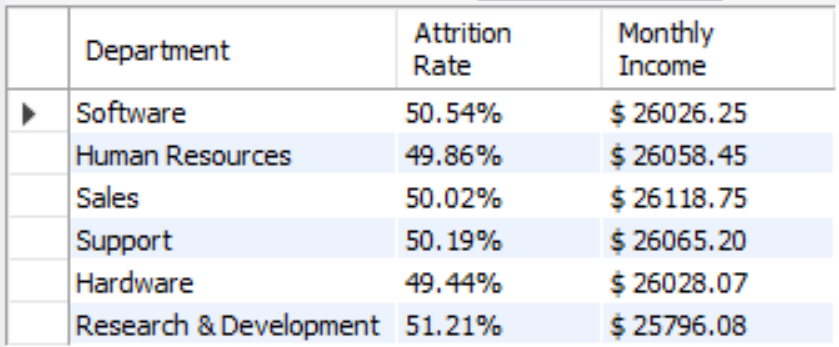 Department Attrition Rate Monthly Income
Software 50.54% $ 26026.25
Human Resources 49.86% $ 26058.45
Sales 50.02% $ 26118.75
Support 50.19% $ 26065.20
Hardware 49.44% $ 26028.07
Research & Development 51.21% $ 25796.08